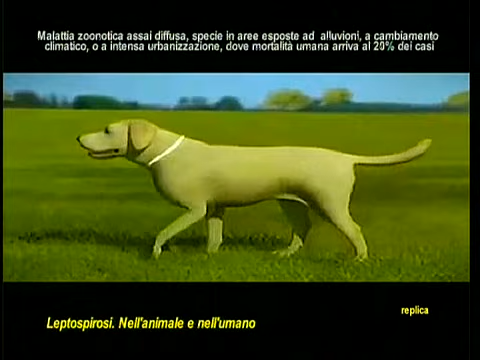 Malattia zoonotica assai diffusa, specie in aree esposte ad alluvioni, a cambiamento
climatico, o a intensa urbanizzazione, dove mortalità umana arriva al 20% dei casi
replica
Leptospirosi. Nell'animale e nell'umano